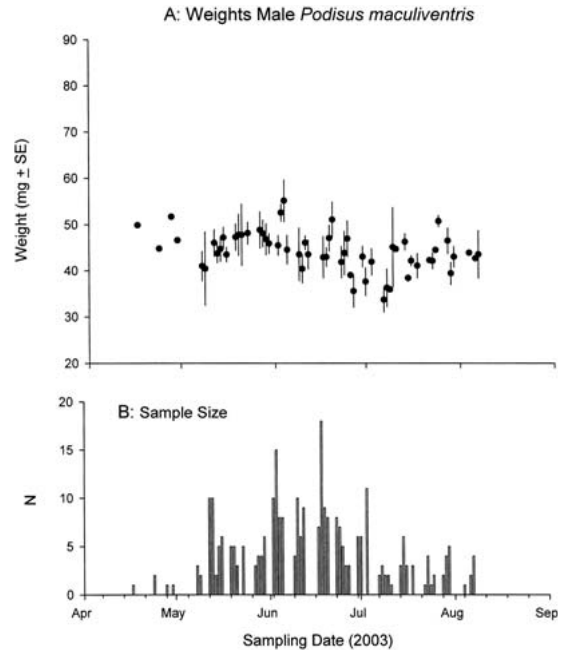 A: Weights Male Podisus maculiventris
90
80
70
60
50
40
30
20
Weight (mg ± SE)
B: Sample Size
20
15
10
5
0
N
Apr May Jun Jul Aug Sep
Sampling Date (2003)